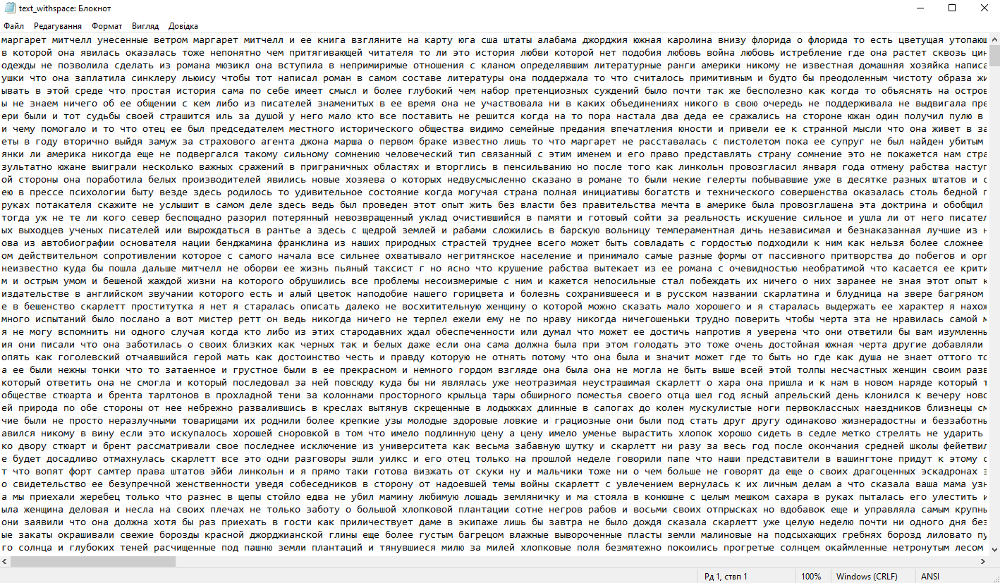 text_withspace: Блокнот
Файл Редагування Формат Вигляд Довідка
маргарет митчелл унесенные ветром маргарет митчелл и ее книга взгляните на карту юга сша штаты алабама джорджия южная каролина внизу флорида о флорида то есть цветущая утопающ
в которой она явилась оказалась тоже непонятно чем притягивающей читателя то ли это история любви которой нет подобия любовь война любовь истребление где она растет сквозь цин
одежды не позволила сделать из романа мюзикл она вступила в непримиримые отношения с кланом определявшим литературные ранги америки никому не известная домашняя хозяйка написа
ушки что она заплатила синклеру льюису чтобы тот написал роман в самом составе литературы она поддержала то что считалось примитивным и будто бы преодоленным чистоту образа жи
ывать в этой среде что простая история сама по себе имеет смысл и более глубокий чем набор претенциозных суждений было почти так же бесполезно как когда то объяснять на остров
ы не знаем ничего об ее общении с кем либо из писателей знаменитых в ее время она не участвовала ни в каких объединениях никого в свою очередь не поддерживала не выдвигала пре
ери были и тот судьбы своей страшится иль за душой у него мало кто все поставить не решится когда на то пора настала два деда ее сражались на стороне южан один получил пулю в
и чему помогало и то что отец ее был председателем местного исторического общества видимо семейные предания впечатления юности и привели ее к странной мысли что она живет в за
еты в году вторично выйдя замуж за страхового агента джона марша о первом браке известно лишь то что маргарет не расставалась с пистолетом пока ее супруг не был найден убитым
янки ли америка никогда еще не подвергался такому сильному сомнению человеческий тип связанный с этим именем и его право представлять страну сомнение это не покажется нам стра
зультатно южане выиграли несколько важных сражений в приграничных областях и вторглись в пенсильванию но после того как линкольн провозгласил января года отмену рабства наступ
ой стороны она поработила белых производителей явились новые хозяева о которых недвусмысленно сказано в романе то были некие гелерты побывавшие уже в десятке разных штатов и с
ею в прессе психологии быту везде здесь родилось то удивительное состояние когда могучая страна полная инициативы богатств и технического совершенства оказалась столь бедной п
руках потакателя скажите не услышит в самом деле здесь ведь был проведен этот опыт жить без власти без правительства мечта в америке была провозглашена эта доктрина и обобщил
тогда уж не те ли кого север беспощадно разорил потерянный невозвращенный уклад очистившийся в памяти и готовый сойти за реальность искушение сильное и ушла ли от него писател
ых выходцев ученых писателей или вырождаться в рантье а здесь с щедрой землей и рабами сложились в барскую вольницу темпераментная дичь независимая и безнаказанная лучшие из н
ова из автобиографии основателя нации бенджамина франклина из наших природных страстей труднее всего может быть совладать с гордостью подходили к ним как нельзя более сложнее
ом действительном сопротивлении которое с самого начала все сильнее охватывало негритянское население и принимало самые разные формы от пассивного притворства до побегов и орг
неизвестно куда бы пошла дальше митчелл не оборви ее жизнь пьяный таксист г но ясно что крушение рабства вытекает из ее романа с очевидностью необратимой что касается ее крити
м и острым умом и бешеной жаждой жизни на которого обрушились все проблемы несоизмеримые с ним и кажется непосильные стал побеждать их ничего о них заранее не зная этот опыт к
издательстве в английском звучании которого есть и алый цветок наподобие нашего горицвета и болезнь сохранившееся и в русском названии скарлатина и блудница на звере багряном
е в бешенство скарлетт проститутка я нет я старалась описать далеко не восхитительную женщину о которой можно сказать мало хорошего и я старалась выдержать ее характер я нахож
много испытаний было послано а вот мистер ретт он ведь никогда ничего не терпел ежели ему не по нраву никогда ничегошеньки трудно поверить чтобы черта эта не нравилась самой м
я не могу вспомнить ни одного случая когда кто либо из этих стародавних ждал обеспеченности или думал что может ее достичь напротив я уверена что они ответили бы вам изумленны
ия они писали что она заботилась о своих близких как черных так и белых даже если она сама должна была при этом голодать это тоже очень достойная южная черта другие добавляли
опять как гоголевский отчаявшийся герой мать как достоинство честь и правду которую не отнять потому что она была и значит может где то быть но где как душа не знает оттого то
а ее были нежны тонки что то затаенное и грустное были в ее прекрасном и немного гордом взгляде она была она не могла не быть выше всей этой толпы несчастных женщин своим разв
который ответить она не смогла и который последовал за ней повсюду куда бы ни являлась уже неотразимая неустрашимая скарлетт о хара она пришла и к нам в новом наряде который т
обществе стюарта и брента тарлтонов в прохладной тени за колоннами просторного крыльца тары обширного поместья своего отца шел год ясный апрельский день клонился к вечеру ново
ей природа по обе стороны от нее небрежно развалившись в креслах вытянув скрещенные в лодыжках длинные в сапогах до колен мускулистые ноги первоклассных наездников близнецы см
чие были не просто неразлучными товарищами их роднили более крепкие узы молодые здоровые ловкие и грациозные они были под стать друг другу одинаково жизнерадостны и беззаботны
авился никому в вину если это искупалось хорошей сноровкой в том что имело подлинную цену а цену имело уменье вырастить хлопок хорошо сидеть в седле метко стрелять не ударить
ко двору стюарт и брент рассматривали свое последнее исключение из университета как весьма забавную шутку и скарлетт ни разу за весь год после окончания средней школы фейетвил
е будет досадливо отмахнулась скарлетт все это одни разговоры эшли уилкс и его отец только на прошлой неделе говорили папе что наши представители в вашингтоне придут к этому с
т что вопят форт самтер права штатов эйби линкольн и я прямо таки готова визжать от скуки ну и мальчики тоже ни о чем больше не говорят да еще о своих драгоценных эскадронах э
о свидетельство ее безупречной женственности уведя собеседников в сторону от надоевшей темы войны скарлетт с увлечением вернулась к их личным делам а что сказала ваша мама узн
а мы приехали жеребец только что разнес в щепы стойло едва не убил мамину любимую лошадь земляничку и ма стояла в конюшне с целым мешком сахара в руках пыталась его улестить и
ыла женщина деловая и несла на своих плечах не только заботу о большой хлопковой плантации сотне негров рабов и восьми своих отпрысках но вдобавок еще и управляла самым крупны
они заявили что она должна хотя бы раз приехать в гости как приличествует даме в экипаже лишь бы завтра не было дождя сказала скарлетт уже целую неделю почти ни одного дня без
ые закаты окрашивали свежие борозды красной джорджианской глины еще более густым багрецом влажные вывороченные пласты земли малиновые на подсыхающих гребнях борозд лиловато пу
го солнца и глубоких теней расчищенные под пашню земли плантаций и тянувшиеся милю за милей хлопковые поля безмятежно покоились прогретые солнцем окаймленные нетронутым лесом
Рд 1, ствп 1 100% Windows (CRLF) ANSI